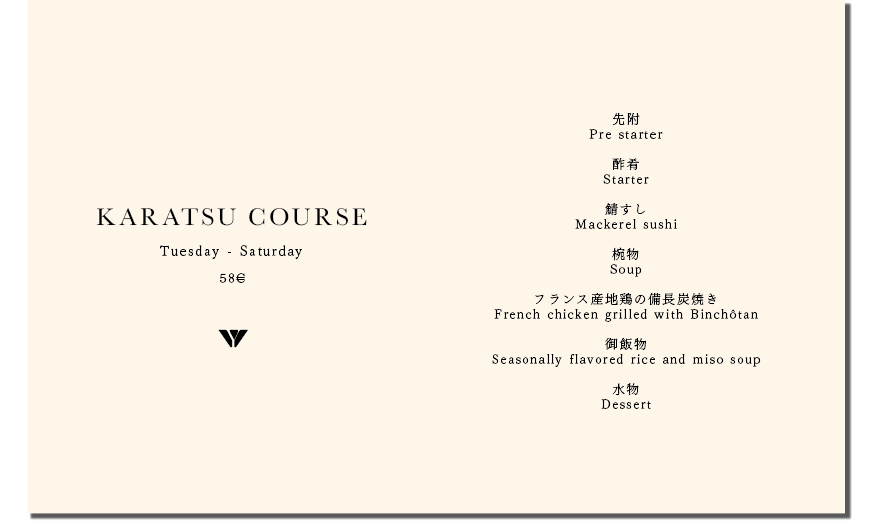 KARATSU COURSE
Tuesday - Saturday
58€
先附
Pre starter
酢肴
Starter
鯖すし
Mackerel sushi
椀物
Soup
フランス産地鶏の備長炭焼き
French chicken grilled with Binchôtan
御飯物
Seasonally flavored rice and miso soup
水物
Dessert